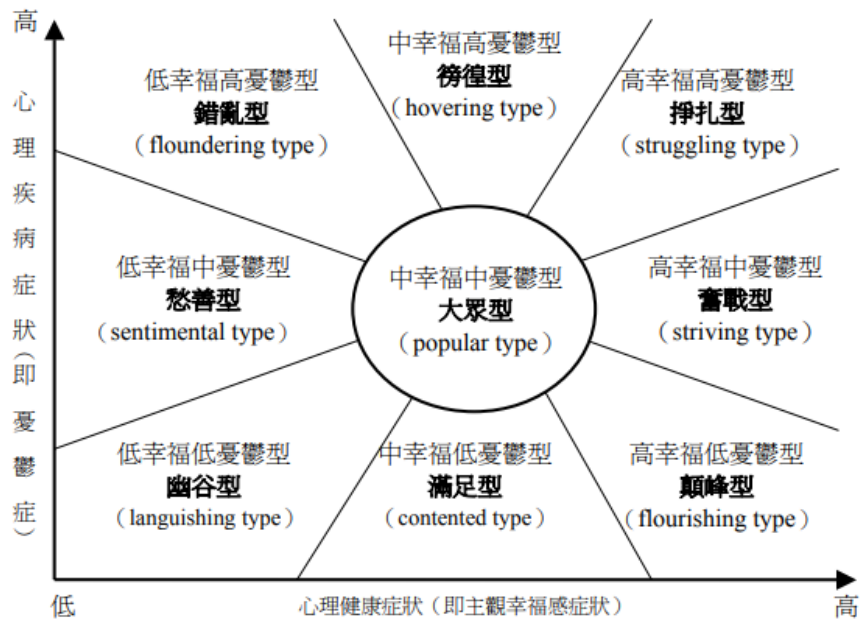 高
心理疾病症狀(即憂鬱症)
低幸福高憂鬱型
錯亂型
(floundering type)
中幸福高憂鬱型
徬徨型
(hovering type)
高幸福高憂鬱型
掙扎型
(struggling type)
低幸福中憂鬱型
愁善型
(sentimental type)
中幸福中憂鬱型
大眾型
(popular type)
高幸福中憂鬱型
奮戰型
(striving type)
低幸福低憂鬱型
幽谷型
(languishing type)
中幸福低憂鬱型
滿足型
(contented type)
高幸福低憂鬱型
顛峰型
(flourishing type)
低
心理健康症狀(即主觀幸福感症狀)
高